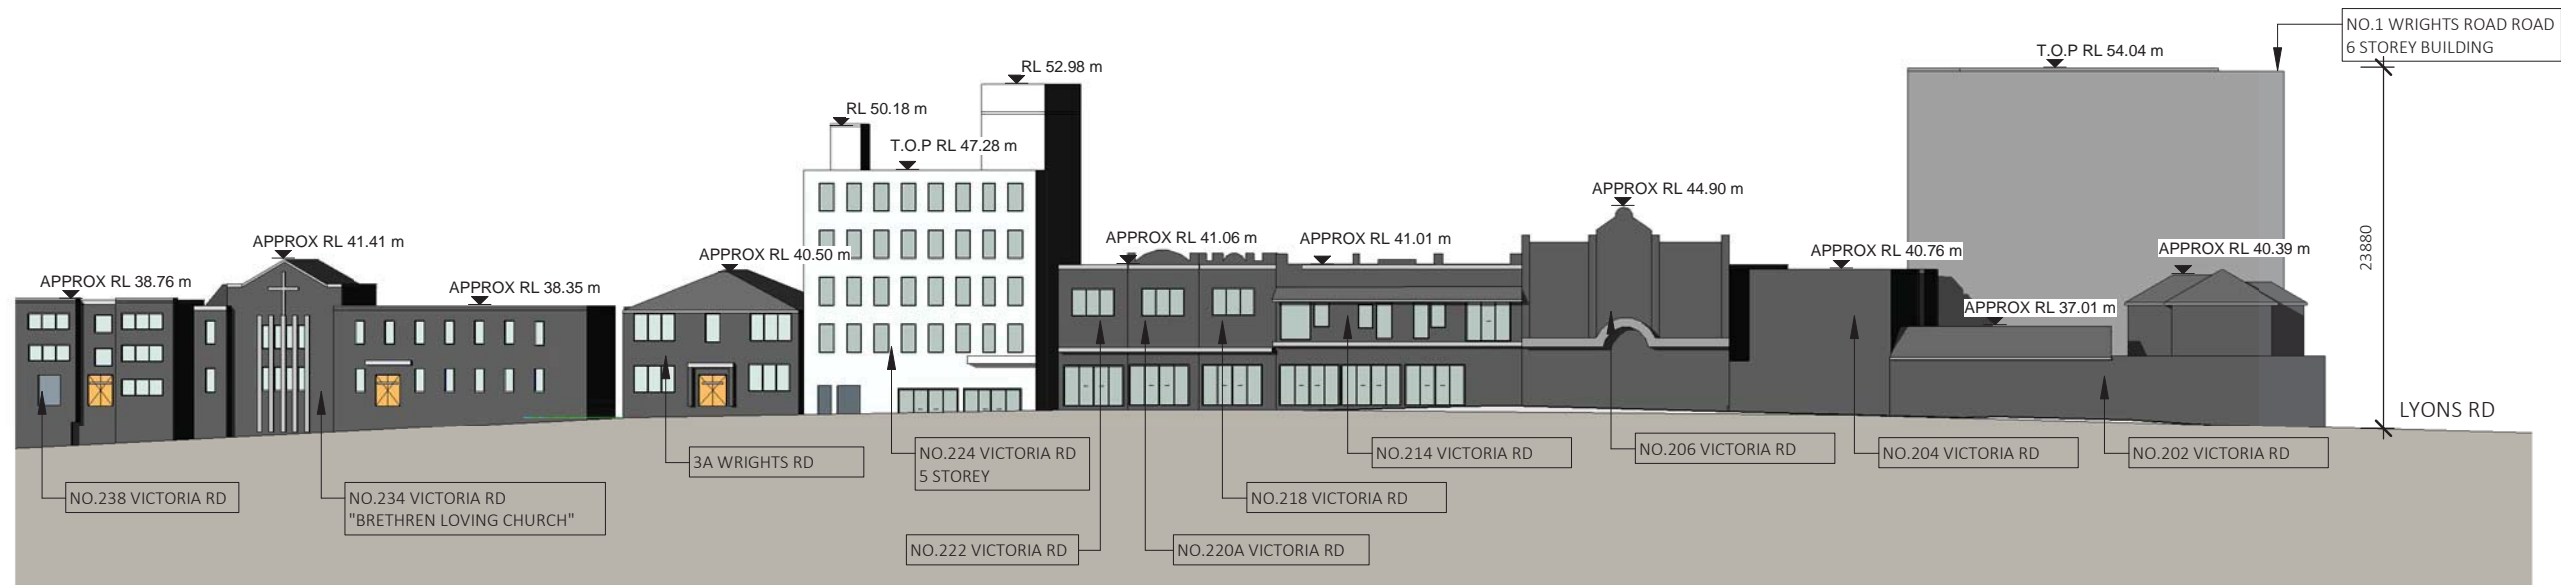 NO.1 WRIGHTS ROAD ROAD
6 STOREY BUILDING
T.O.P RL 54.04 m
RL 52.98 m
RL 50.18 m
T.O.P RL 47.28 m
APPROX RL 44.90 m
APPROX RL 41.41 m
APPROX RL 40.50 m
APPROX RL 41.06 m
APPROX RL 41.01 m
APPROX RL 40.76 m
APPROX RL 40.39 m
APPROX RL 38.76 m
APPROX RL 38.35 m
APPROX RL 37.01 m
23880
LYONS RD
3A WRIGHTS RD
NO.224 VICTORIA RD
5 STOREY
NO.214 VICTORIA RD
NO.206 VICTORIA RD
NO.204 VICTORIA RD
NO.202 VICTORIA RD
NO.238 VICTORIA RD
NO.234 VICTORIA RD
"BRETHREN LOVING CHURCH"
NO.218 VICTORIA RD
NO.222 VICTORIA RD
NO.220A VICTORIA RD